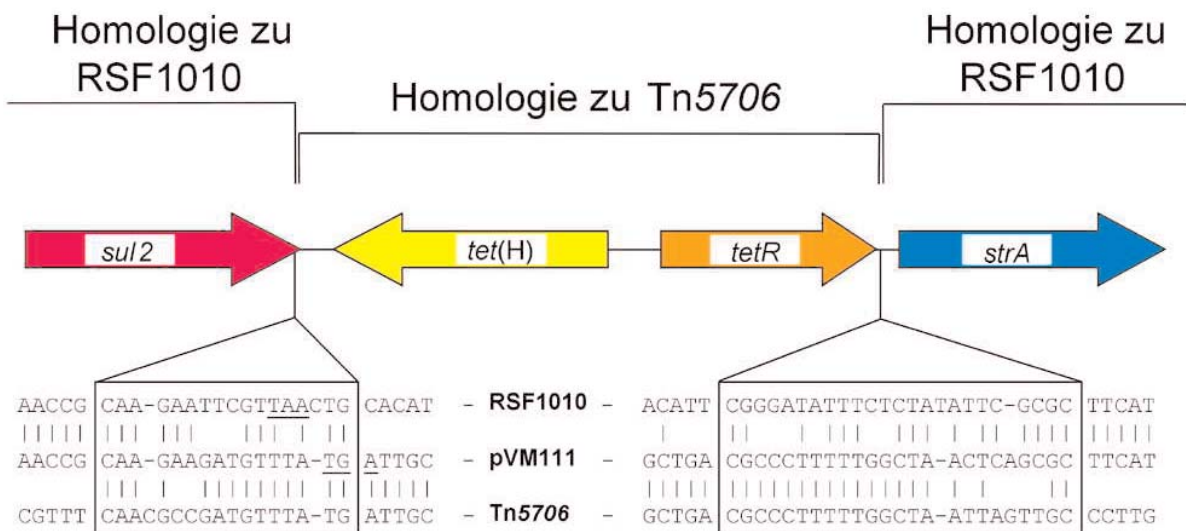 Homologie zu
RSF1010
Homologie zu Tn5706
Homologie zu
RSF1010
sul2
tet(H)
tetR
strA
AACCG CAA-GAATTCGTTAACTG CACAT - RSF1010 - ACATT CGGGATATTTCTCTATATTC-GCGC TTCAT
AACCG CAA-GAAGATGTTTA-TG ATTGC - pVM111 - GCTGA CGCCCTTTTTGGCTAA-ACTCAGCGC TTCAT
CGTTT CAACGCCGATGTTTA-TG ATTGC - Tn5706 - GCTGA CGCCCTTTTTGGCTAA-ATTAGTTGC CCTTG